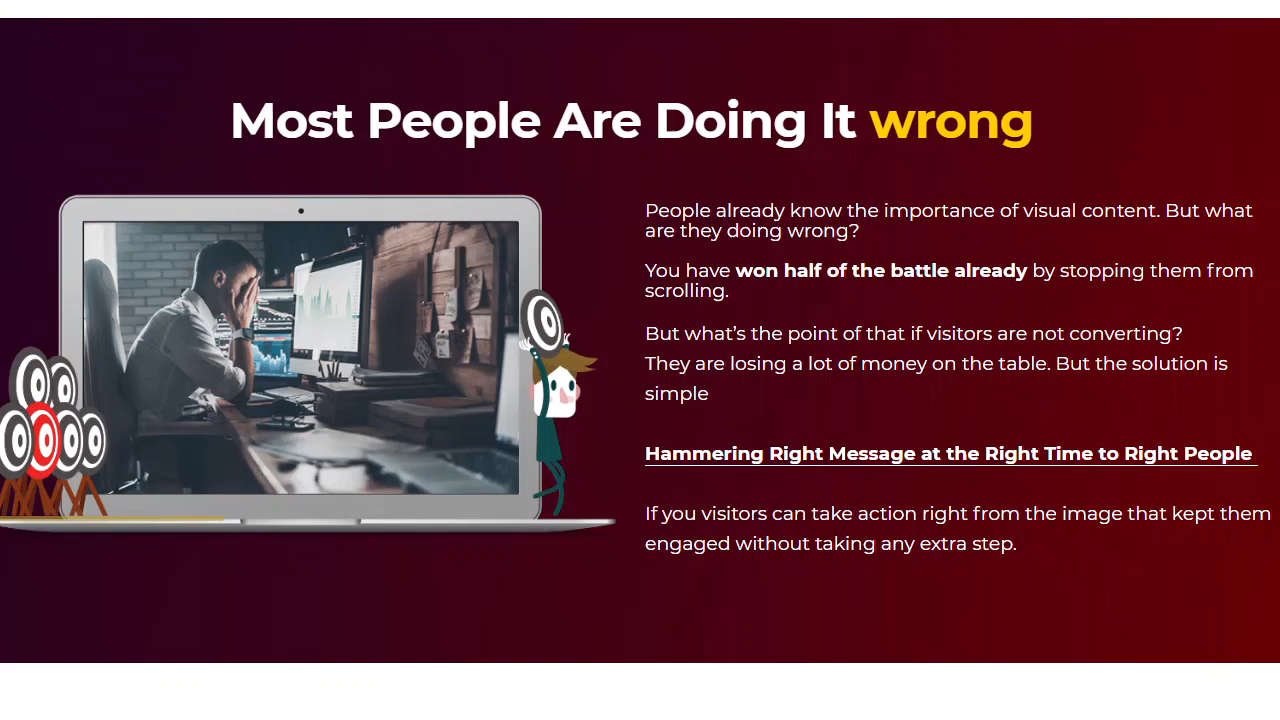 Most People Are Doing It wrong
People already know the importance of visual content. But what
are they doing wrong?
You have won half of the battle already by stopping them from
scrolling.
But what’s the point of that if visitors are not converting?
They are losing a lot of money on the table. But the solution is
simple
Hammering Right Message at the Right Time to Right People
If you visitors can take action right from the image that kept them
engaged without taking any extra step.